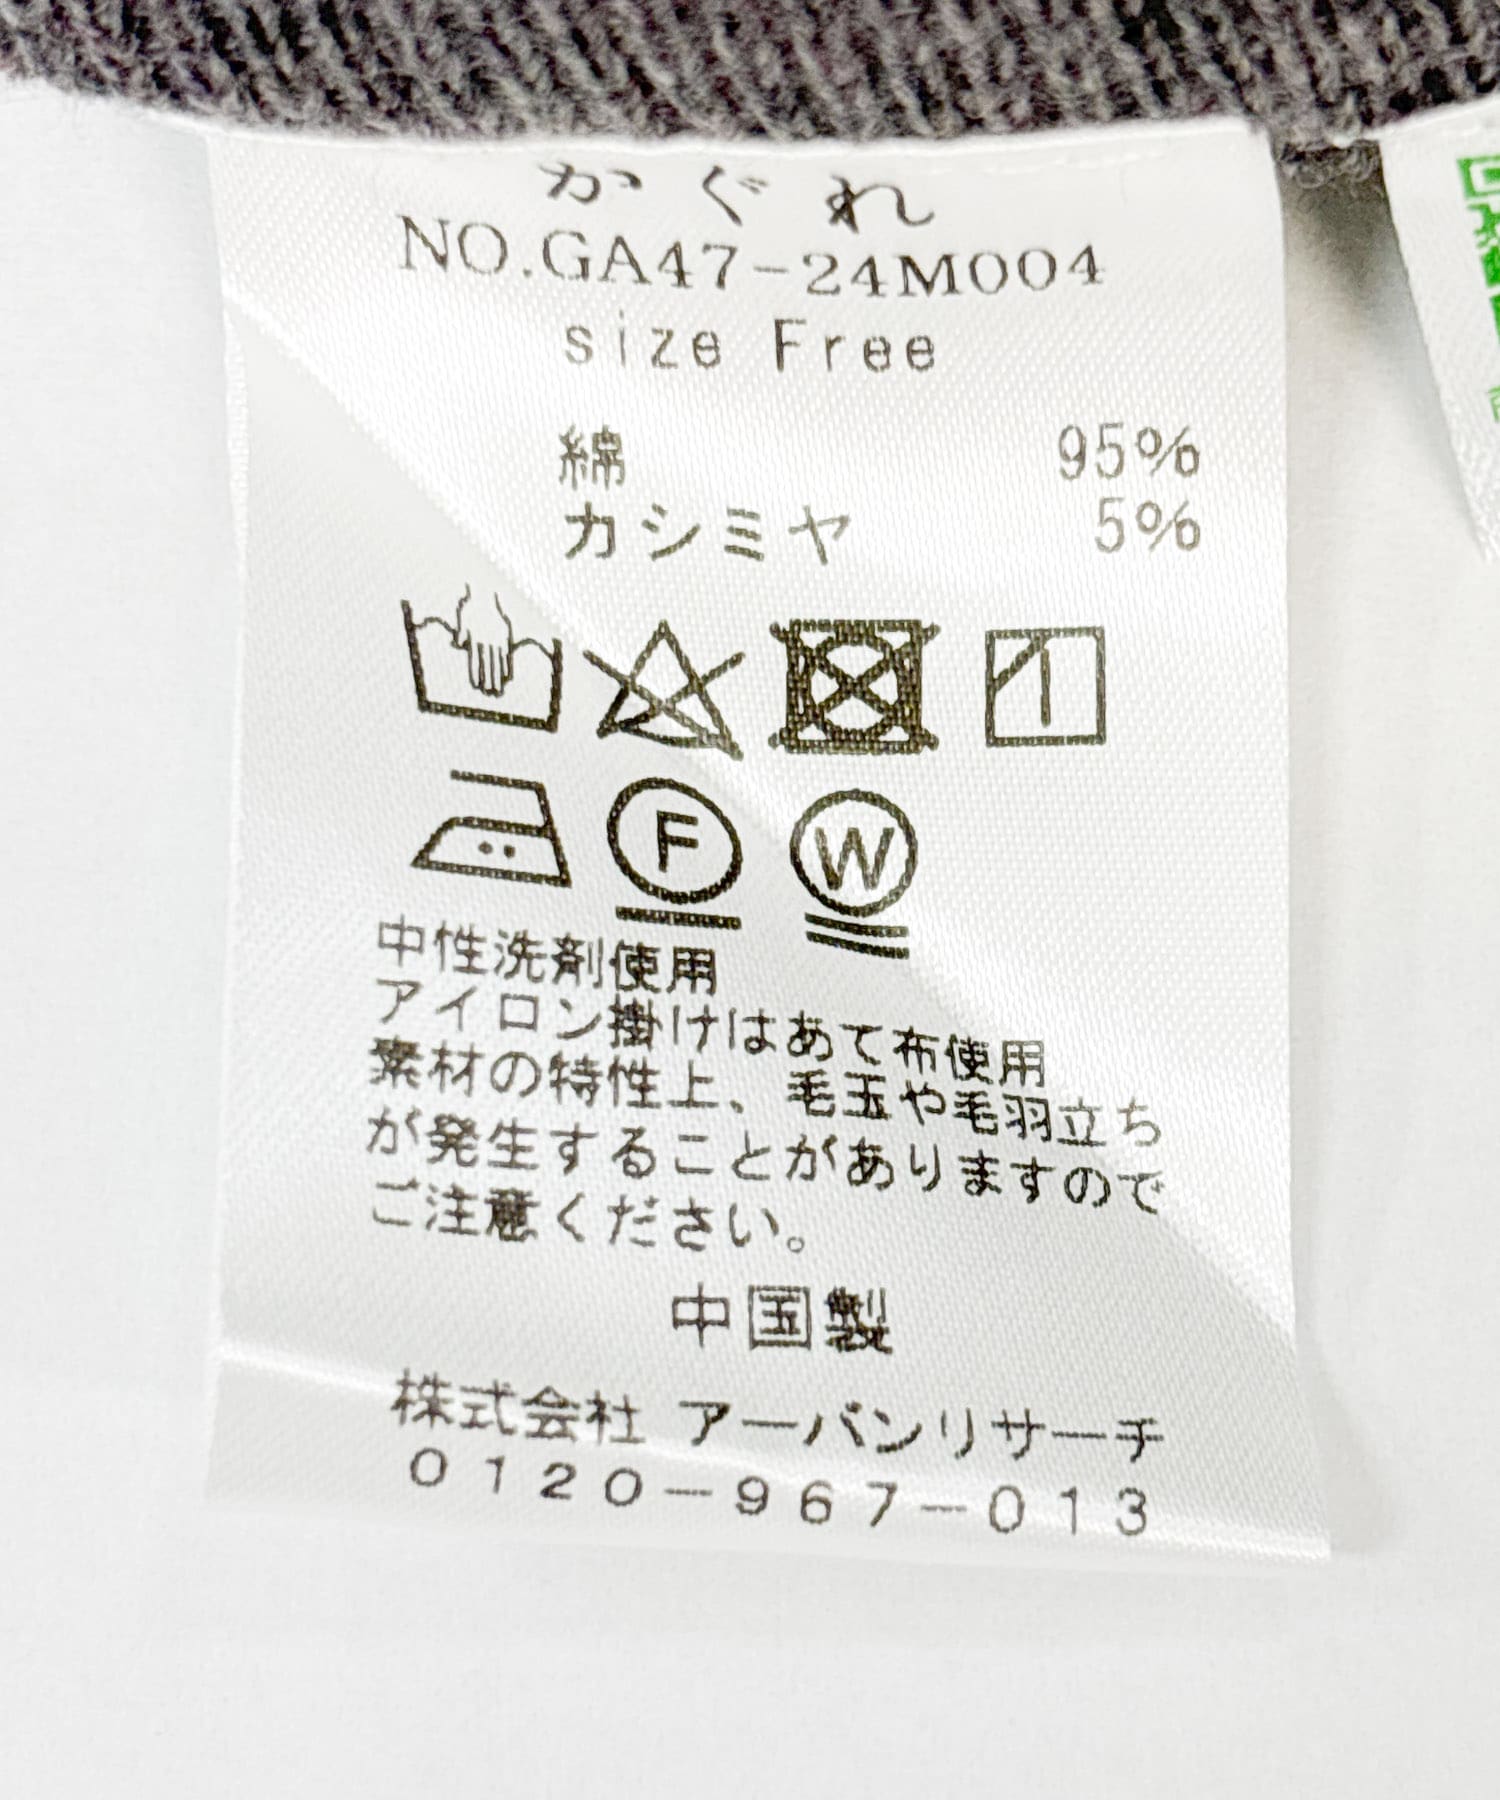 かぐれ
NO.GA47-24M004
size Free
綿 95%
カシミヤ 5%
F
W
中性洗剤使用
アイロン掛けはあて布使用
素材の特性上、毛玉や毛羽立ち
が発生することがありますので
ご注意ください。
中国製
株式会社 アーバンリサーチ
0120-967-013